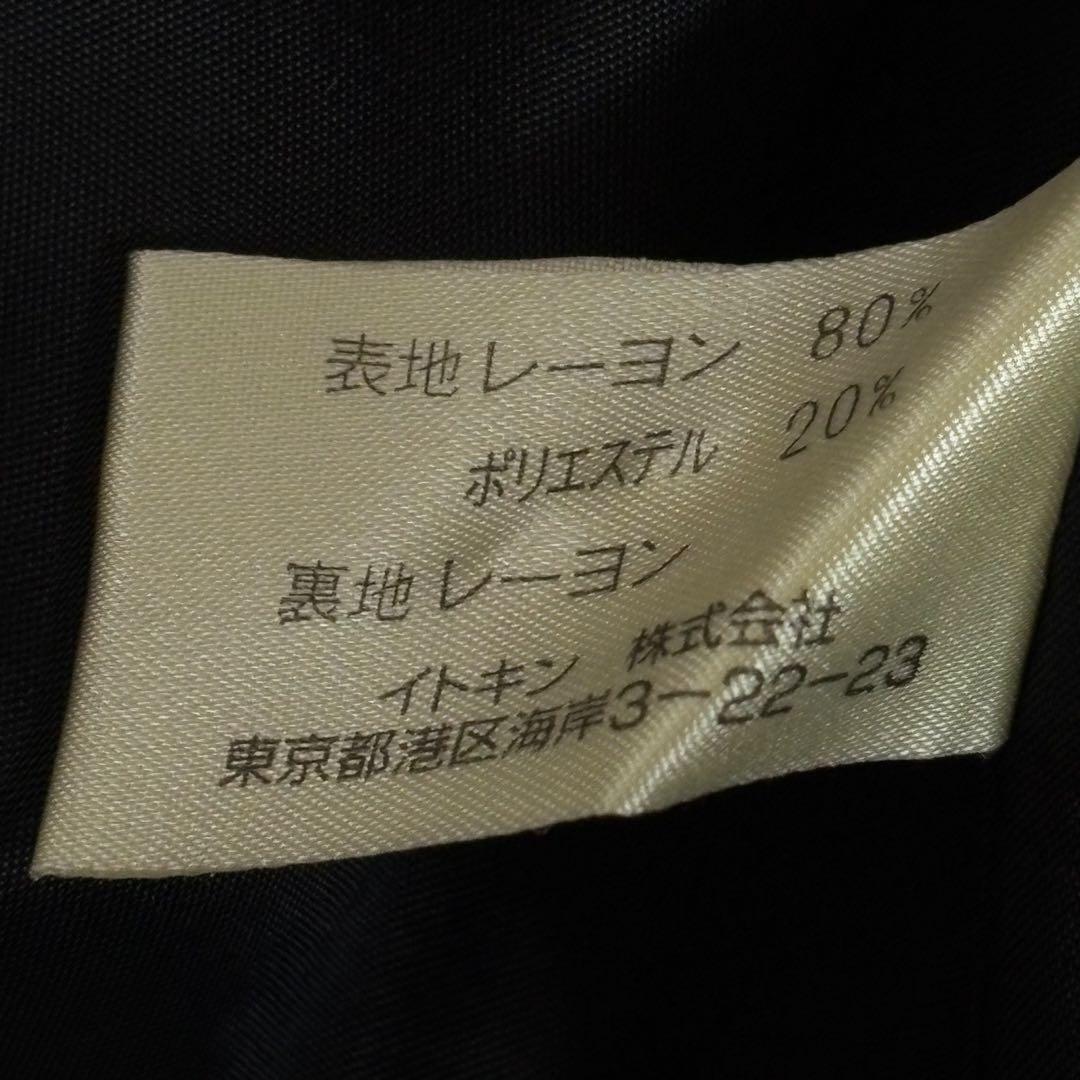 表地レーヨン 80%
ポリエステル 20%
裏地レーヨン
イトキン 株式会社
東京都港区海岸3-22-23